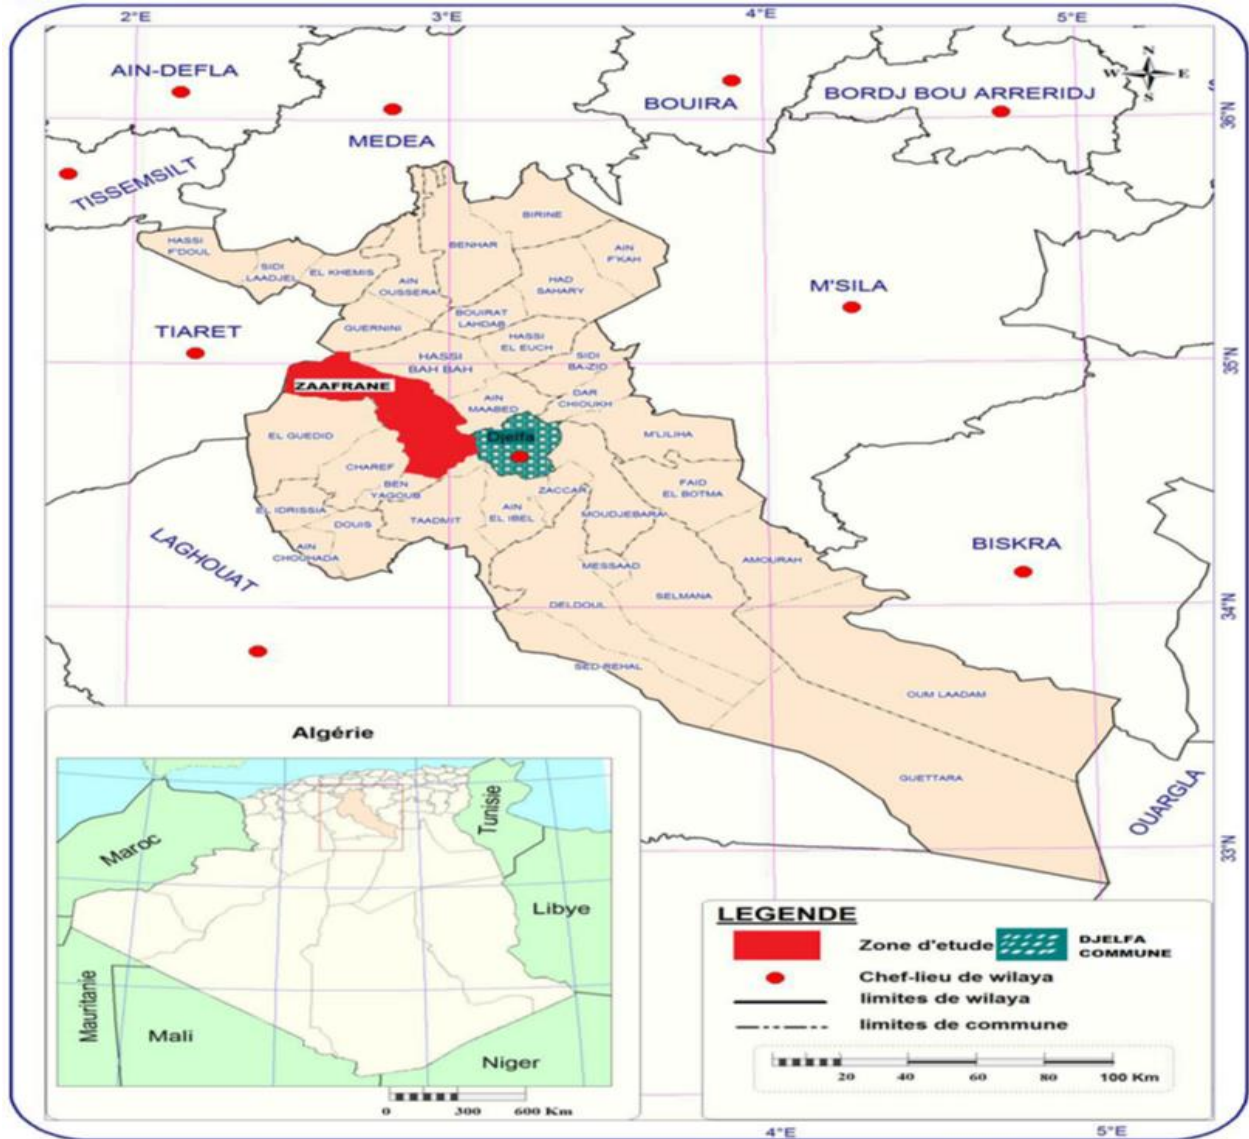 2°E
3°E
4°E
5°E
N
W
E
S
AIN-DEFLA
BOUIRA
BORDJ BOU ARRERIDJ
36°N
MEDEA
TISSEMSILT
BIRINE
HASSI
F'DOUL
BENHAR
AIN
F'KAH
SIDI
LAADJEL
EL KHEMIS
AIN
OUSSERA
HAD
SAHARY
M'SILA
TIARET
GUERNINI
BOUIRAT
LAHDAB
HASSI
EL EUCH
HASSI
BAH BAH
SIDI
BA-ZID
35°N
ZAAFRANE
AIN
MAABED
DAR
CHIOUKH
EL GUEDID
Djelfa
M'LILIHA
CHAREF
BEN
YAGOUB
ZACCAR
FAID
EL BOTMA
EL IDRISSIA
DOUIS
TAADMIT
AIN
EL IBEL
MOUDJEBARA
AIN
CHOUHADA
LAGHOUAT
MESSAAD
AMOURAH
BISKRA
DELDOUL
SELMANA
34°N
SED REHAL
OUM LAADAM
GUETTARA
OUARGLA
33°N
Algérie
Maroc
Tunisie
Libye
Mauritanie
Mali
Niger
0 300 600 Km
LEGENDE
Zone d'etude
DJELFA
COMMUNE
Chef-lieu de wilaya
limites de wilaya
limites de commune
20 40 60 80 100 Km
4°E
5°E